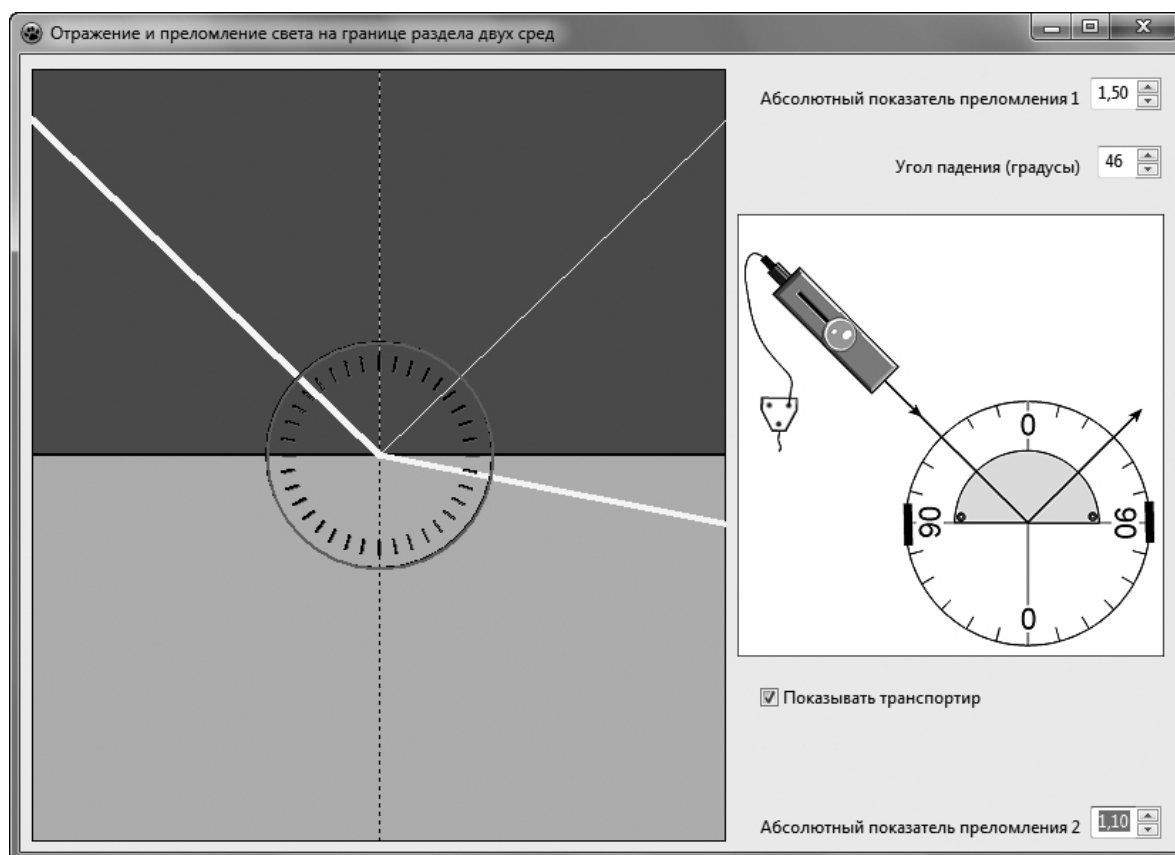 Отражение и преломление света на границе раздела двух сред
Абсолютный показатель преломления 1 1,50
Угол падения (градусы) 46
0
90 90
0
Показывать транспортир
Абсолютный показатель преломления 2 1,10